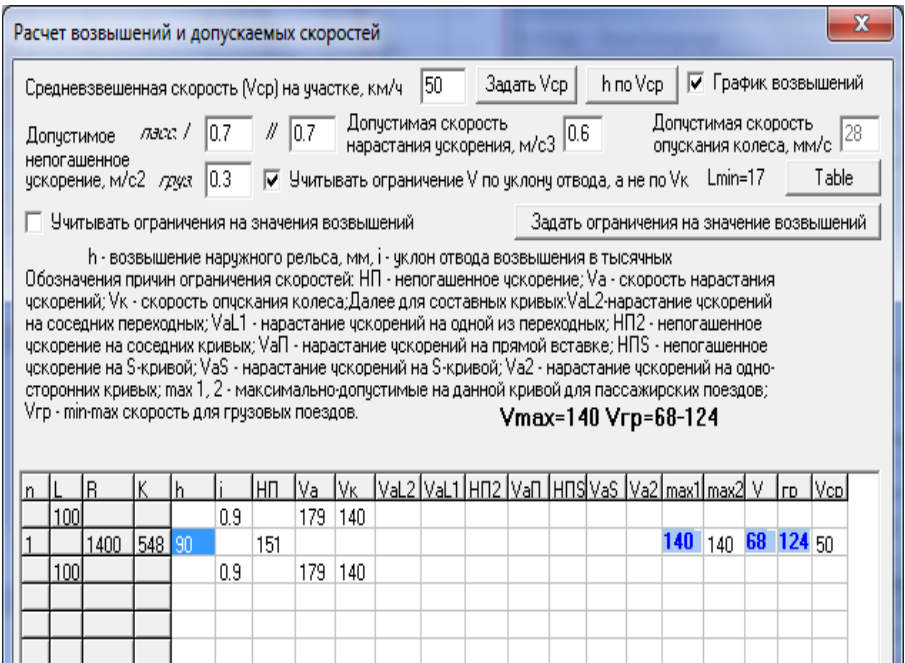 Расчет возвышений и допускаемых скоростей
X
Средневзвешенная скорость (Vср) на участке, км/ч 50 Задать Vср h по Vср График возвышений
Допустимое непогашенное ускорение, м/с2 пасс. / 0.7 // 0.7 Допустимая скорость нарастания ускорения, м/с3 0.6 Допустимая скорость опускания колеса, мм/с 28
груз 0.3 Учитывать ограничение V по уклону отвода, а не по Vк Lmin=17 Table
Учитывать ограничения на значения возвышений Задать ограничения на значение возвышений
h - возвышение наружного рельса, мм, i - уклон отвода возвышения в тысячных
Обозначения причин ограничения скоростей: НП - непогашенное ускорение; Va - скорость нарастания
ускорений; Vк - скорость опускания колеса;Далее для составных кривых:VaL2-нарастание ускорений
на соседних переходных; VaL1 - нарастание ускорений на одной из переходных; НП2 - непогашенное
ускорение на соседних кривых; VaП - нарастание ускорений на прямой вставке; НПS - непогашенное
ускорение на S-кривой; VaS - нарастание ускорений на S-кривой; Va2 - нарастание ускорений на одно-
сторонних кривых; max 1, 2 - максимально-допустимые на данной кривой для пассажирских поездов;
Vгр - min-max скорость для грузовых поездов. Vmax=140 Vгр=68-124
n L R K h i НП Va Vк VaL2 VaL1 НП2 VaП НПS VaS Va2 max1 max2 V гр Vср
100 0.9 179 140
1 1400 548 90 151 140 140 68 124 50
100 0.9 179 140